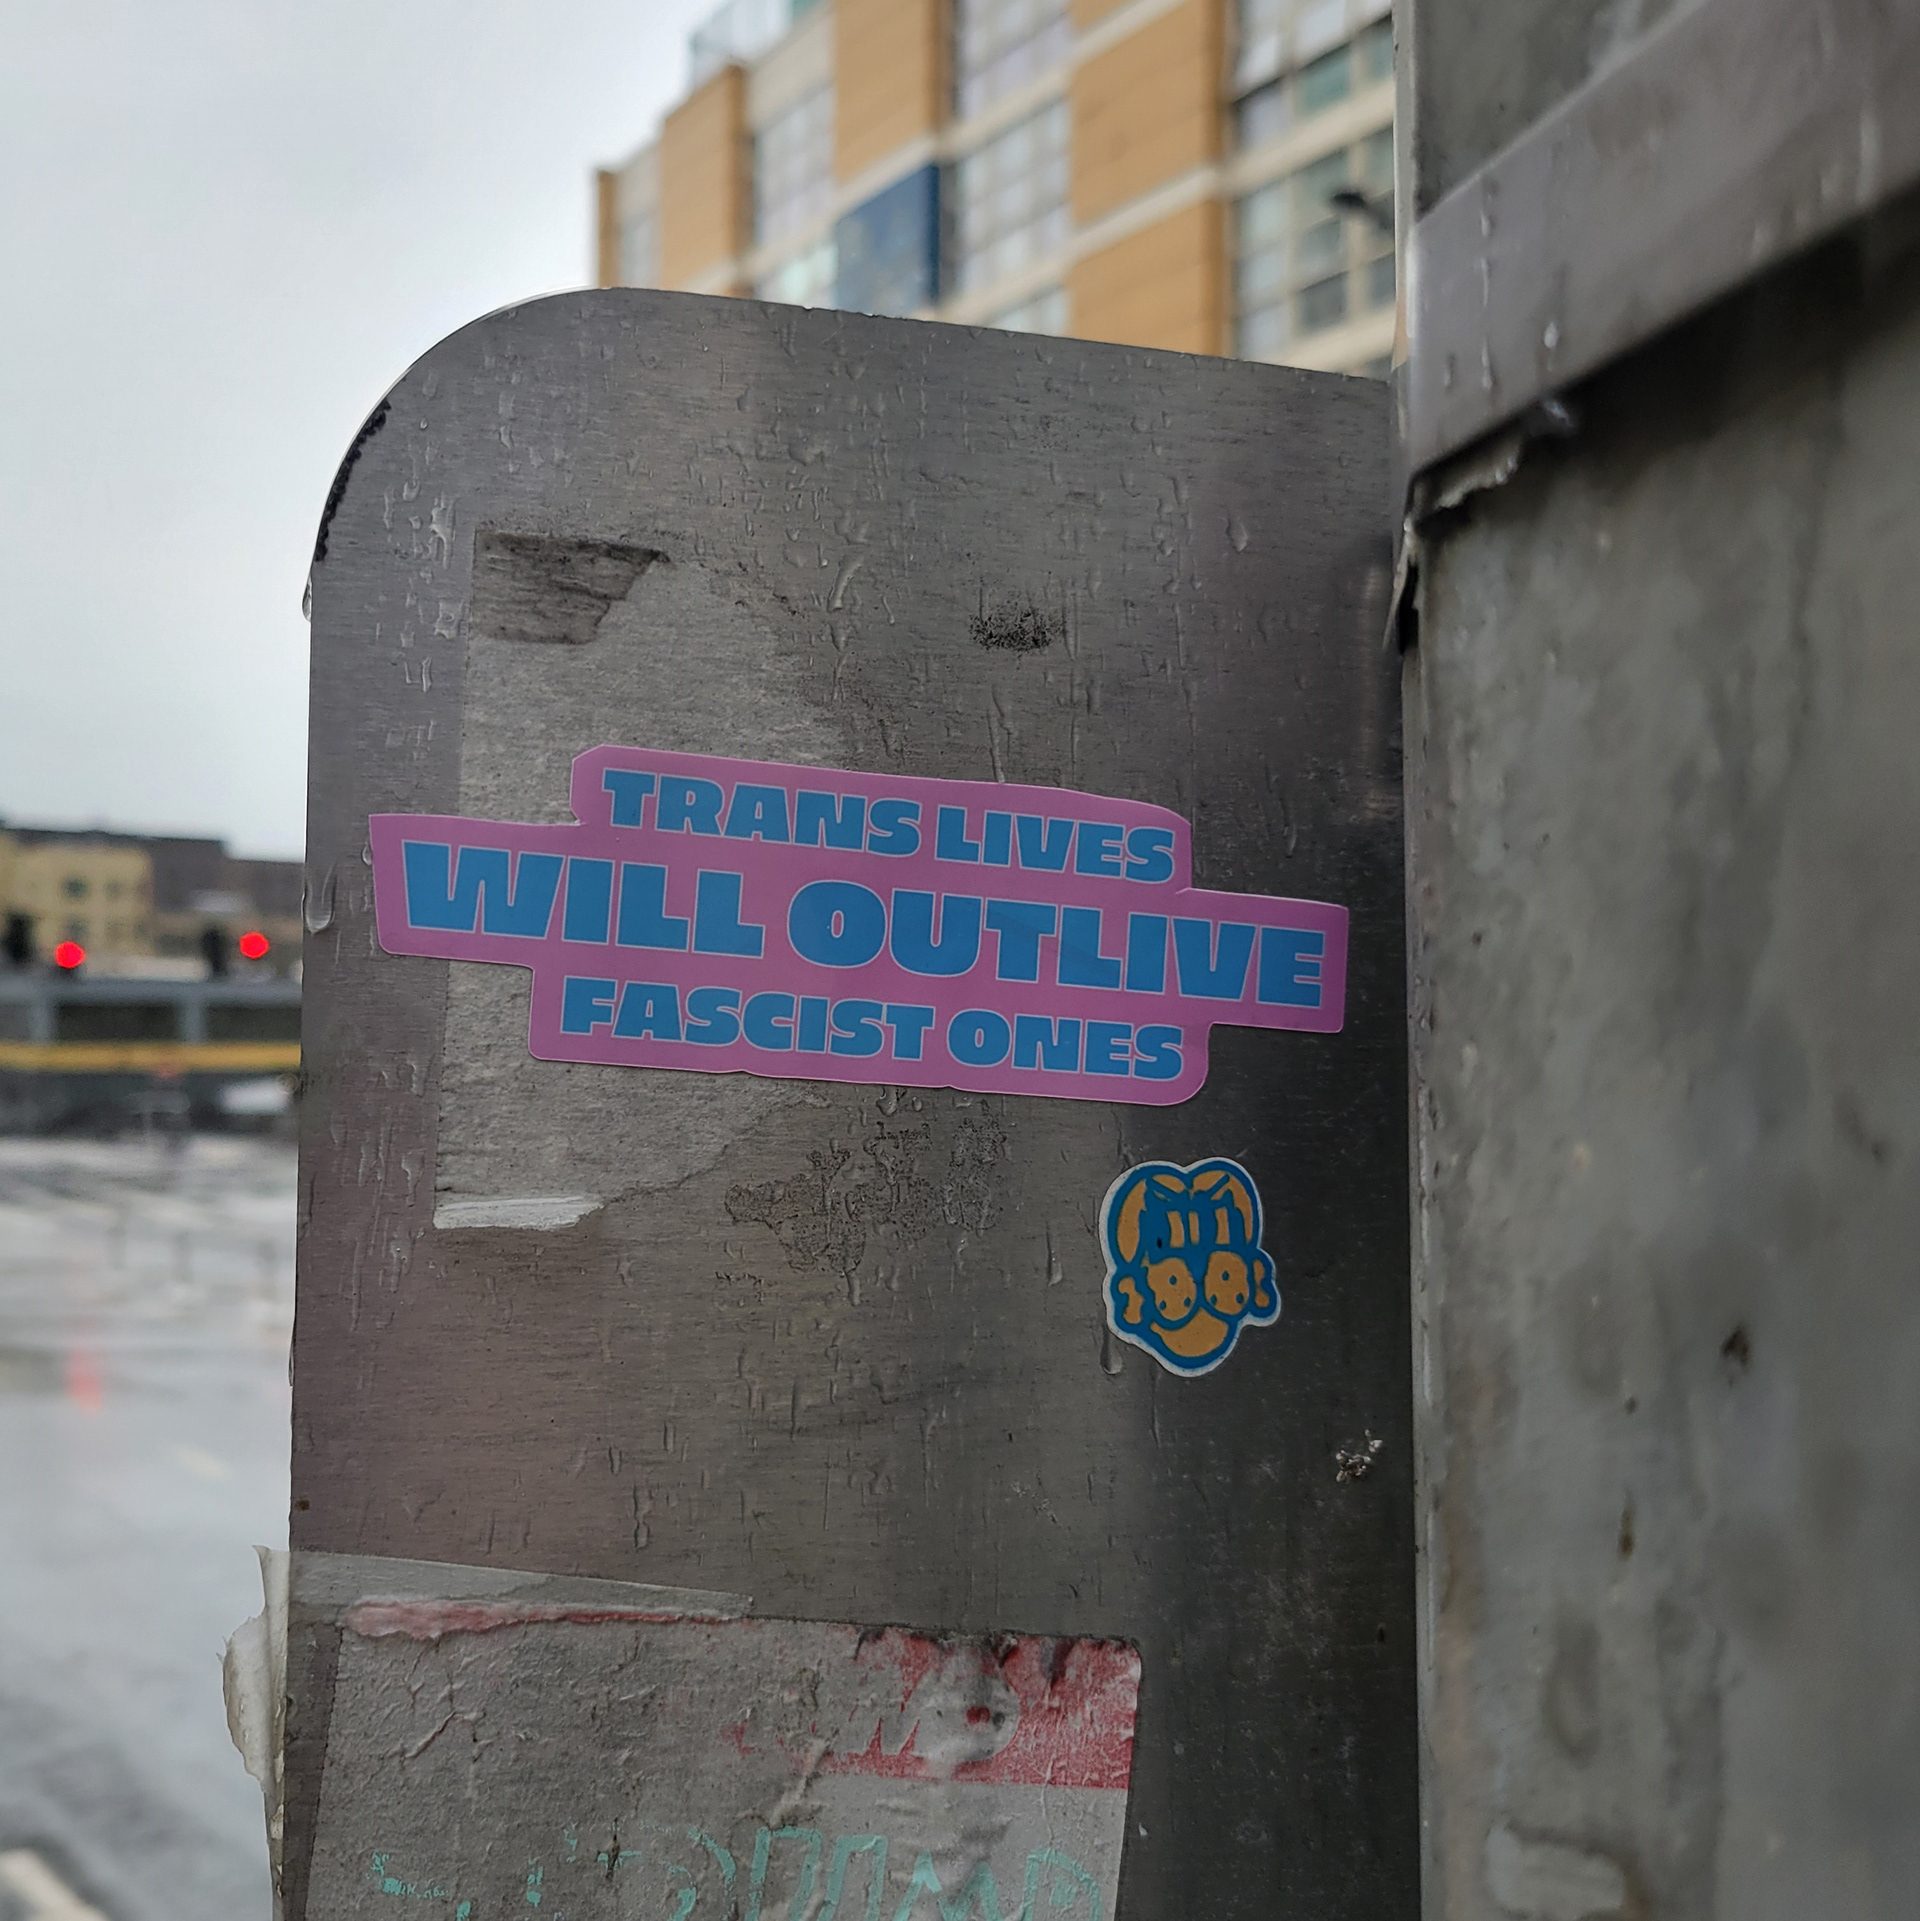 TRANS LIVES
WILL OUTLIVE
FASCIST ONES